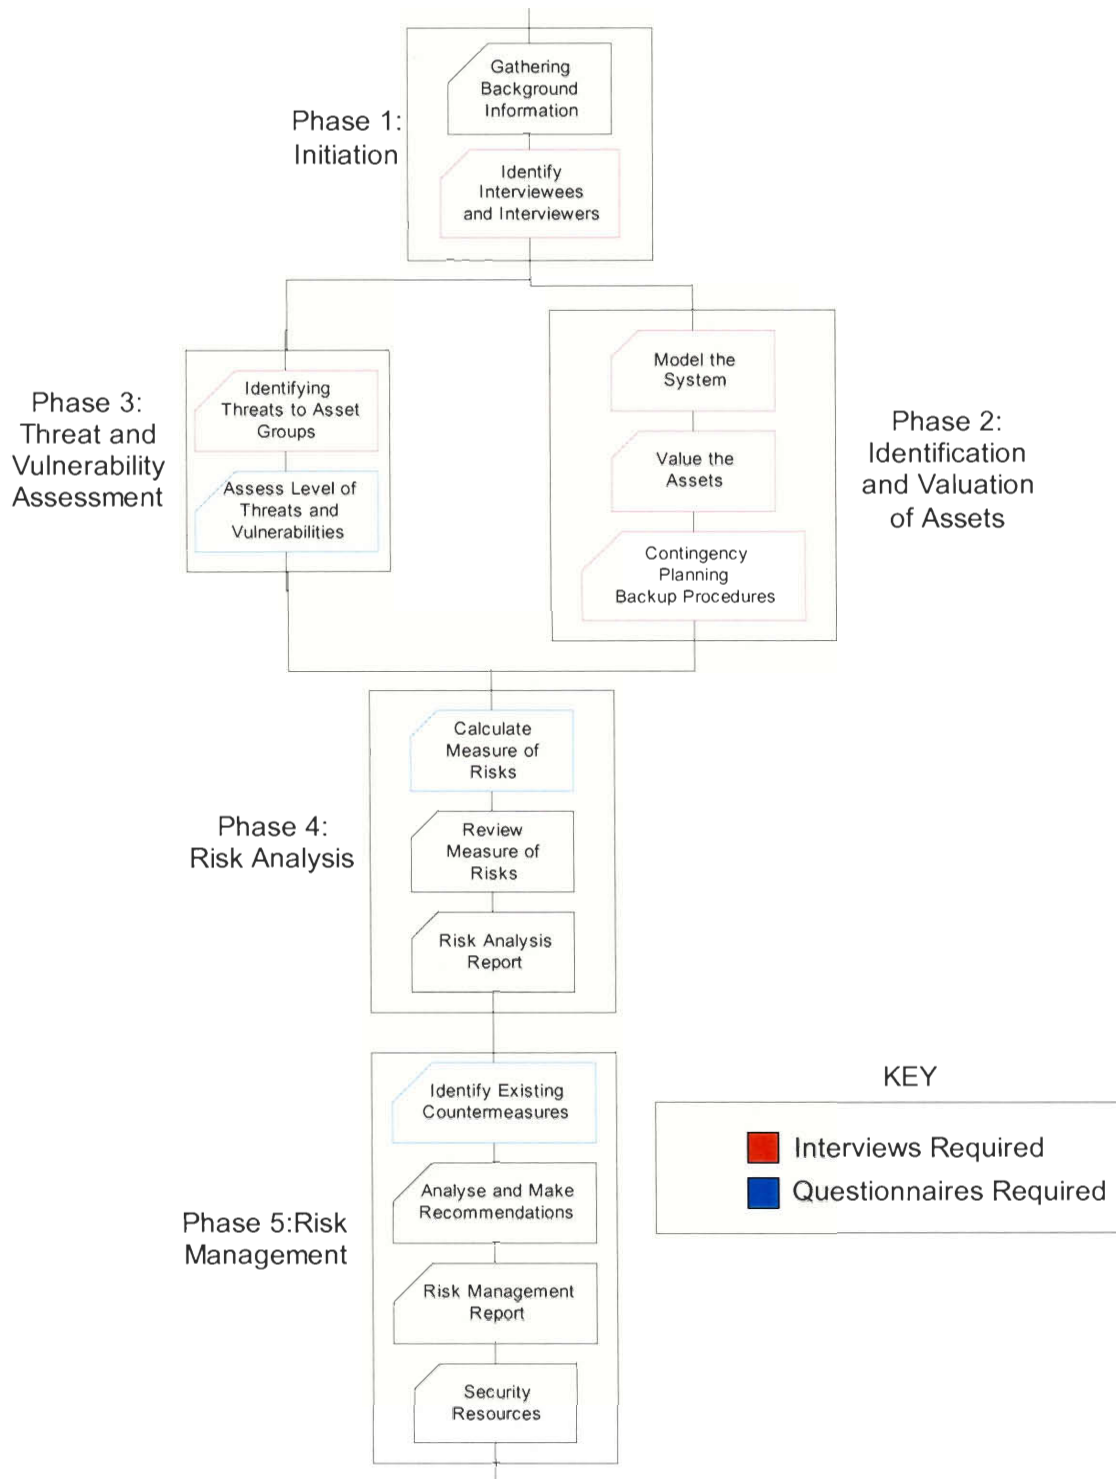 Phase 1:
Initiation
Gathering
Background
Information
Identify
Interviewees
and Interviewers
Phase 3:
Threat and
Vulnerability
Assessment
Identifying
Threats to Asset
Groups
Assess Level of
Threats and
Vulnerabilities
Model the
System
Value the
Assets
Contingency
Planning
Backup Procedures
Phase 2:
Identification
and Valuation
of Assets
Phase 4:
Risk Analysis
Calculate
Measure of
Risks
Review
Measure of
Risks
Risk Analysis
Report
Phase 5:Risk
Management
Identify Existing
Countermeasures
Analyse and Make
Recommendations
Risk Management
Report
Security
Resources
KEY
Interviews Required
Questionnaires Required